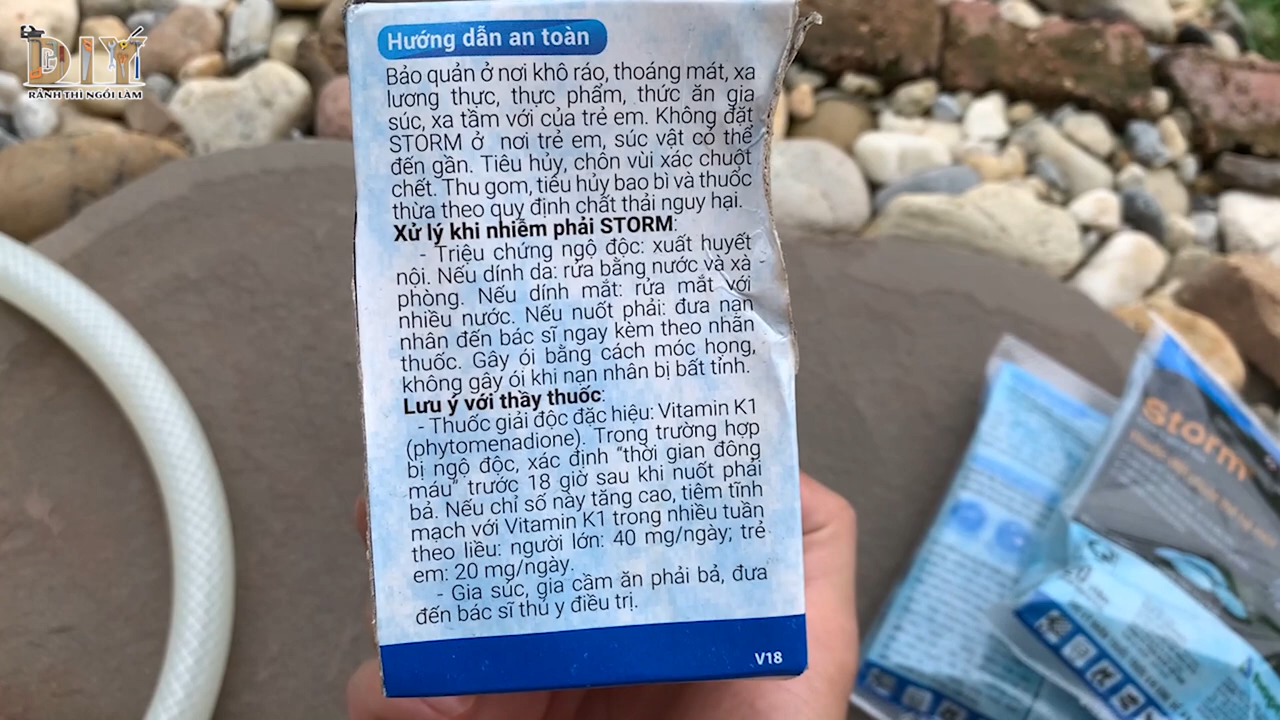 DIY
RẢNH THÌ NGỒI LÀM
Hướng dẫn an toàn
Bảo quản ở nơi khô ráo, thoáng mát, xa
lương thực, thực phẩm, thức ăn gia
súc, xa tầm với của trẻ em. Không đặt
STORM ở nơi trẻ em, súc vật có thể
đến gần. Tiêu hủy, chôn vùi xác chuột
chết. Thu gom, tiêu hủy bao bì và thuốc
thừa theo quy định chất thải nguy hại.
Xử lý khi nhiễm phải STORM:
- Triệu chứng ngộ độc: xuất huyết
nội. Nếu dính da: rửa bằng nước và xà
phòng. Nếu dính mắt: rửa mắt với
nhiều nước. Nếu nuốt phải: đưa nạn
nhân đến bác sĩ ngay kèm theo nhãn
thuốc. Gây ói bằng cách móc họng,
không gây ói khi nạn nhân bị bất tỉnh.
Lưu ý với thầy thuốc:
- Thuốc giải độc đặc hiệu: Vitamin K1
(phytomenadione). Trong trường hợp
bị ngộ độc, xác định "thời gian đông
máu" trước 18 giờ sau khi nuốt phải
bả. Nếu chỉ số này tăng cao, tiêm tĩnh
mạch với Vitamin K1 trong nhiều tuần
theo liều: người lớn: 40 mg/ngày; trẻ
em: 20 mg/ngày.
- Gia súc, gia cầm ăn phải bả, đưa
đến bác sĩ thú y điều trị.
V18
Storm